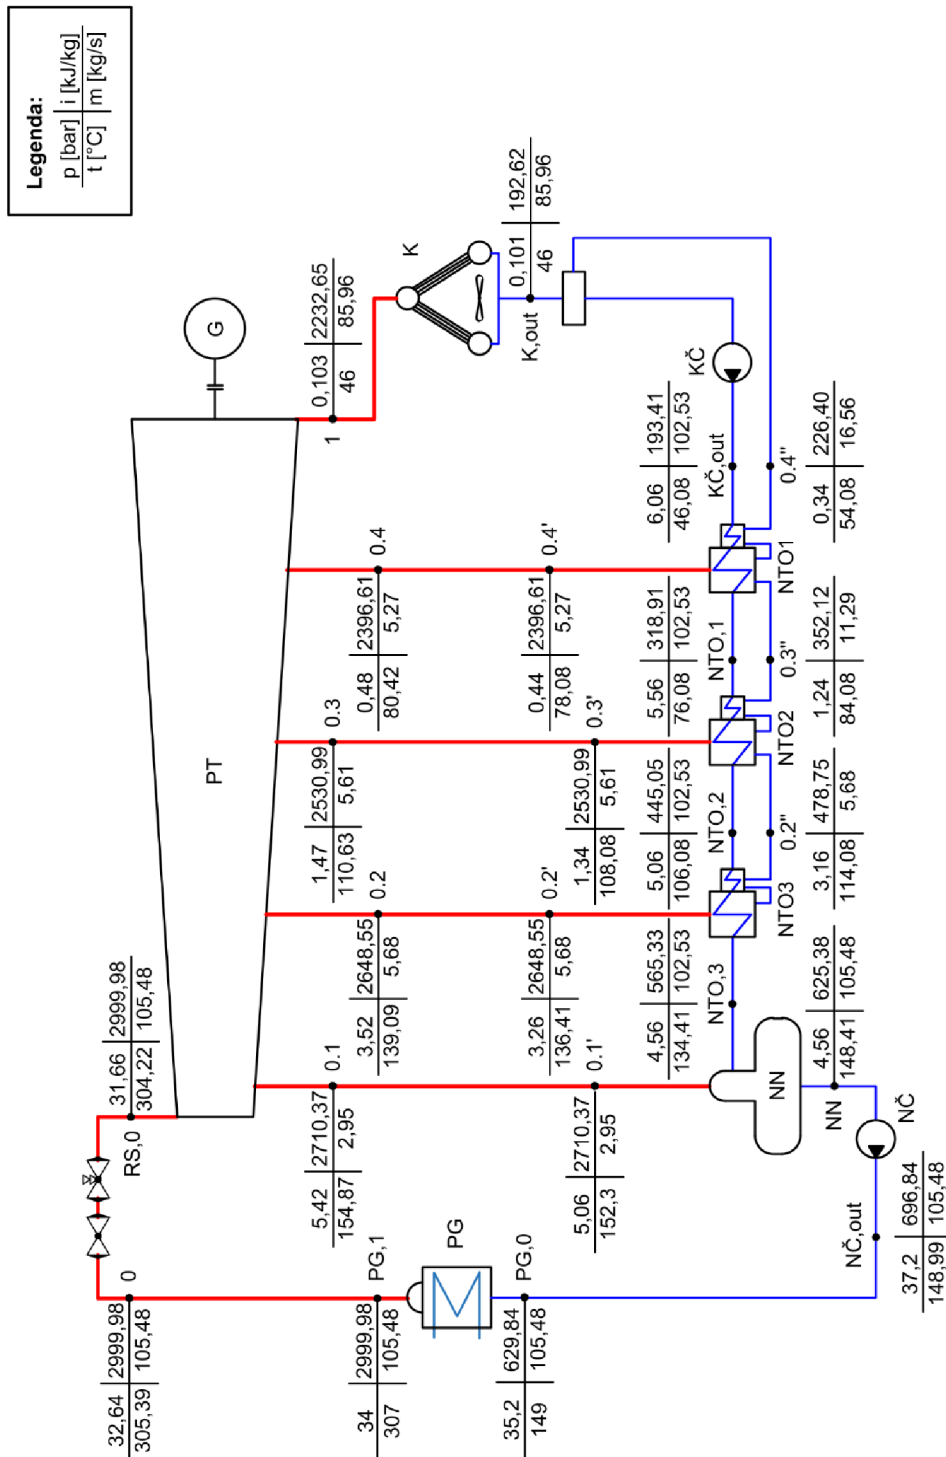 Legenda:
p [bar] i [kJ/kg]
t [°C] m [kg/s]
32,64 2999,98
305,39 105,48
0
31,66 2999,98
304,22 105,48
RS,0
PT
G
34 2999,98
307 105,48
PG,1
PG
35,2 629,84
149 105,48
PG,0
5,42 2710,37
154,87 2,95
0.1
5,06 2710,37
152,3 2,95
0.1'
3,52 2648,55
139,09 5,68
0.2
3,26 2648,55
136,41 5,68
0.2'
1,47 2530,99
110,63 5,61
0.3
1,34 2530,99
108,08 5,61
0.3'
0,48 2396,61
80,42 5,27
0.4
0,44 2396,61
78,08 5,27
0.4'
0,103 2232,65
46 85,96
1
K
0,101 192,62
46 85,96
K,out
KČ
6,06 193,41
46,08 102,53
KČ,out
5,56 318,91
76,08 102,53
NTO,1
5,06 445,05
106,08 102,53
NTO,2
4,56 565,33
134,41 102,53
NTO,3
NTO1
NTO2
NTO3
0.4"
0,34 226,40
54,08 16,56
0.3"
1,24 352,12
84,08 11,29
0.2"
3,16 478,75
114,08 5,68
NN
NN
4,56 625,38
148,41 105,48
NČ
NČ,out
37,2 696,84
148,99 105,48